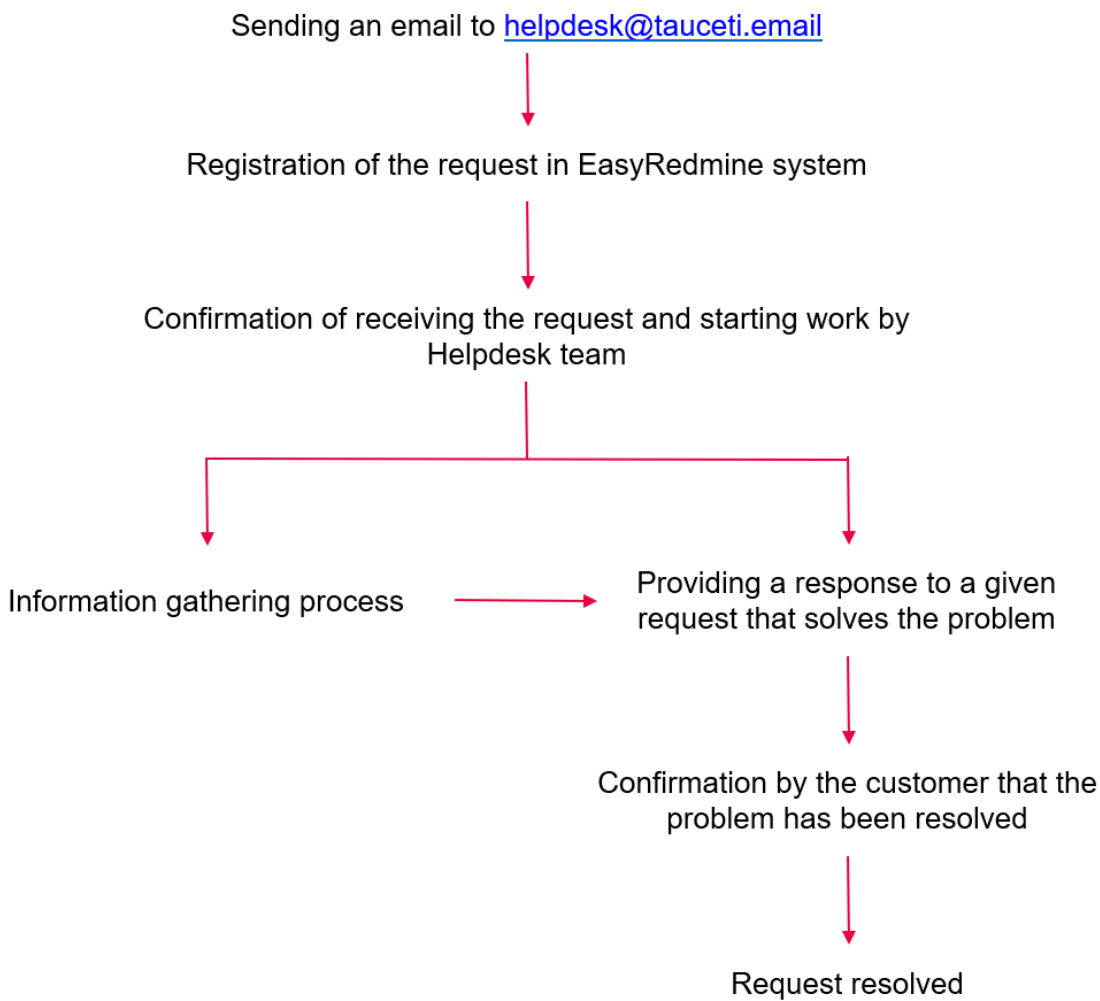 Sending an email to helpdesk@tauceti.email
Registration of the request in EasyRedmine system
Confirmation of receiving the request and starting work by
Helpdesk team
Information gathering process
Providing a response to a given
request that solves the problem
Confirmation by the customer that the
problem has been resolved
Request resolved